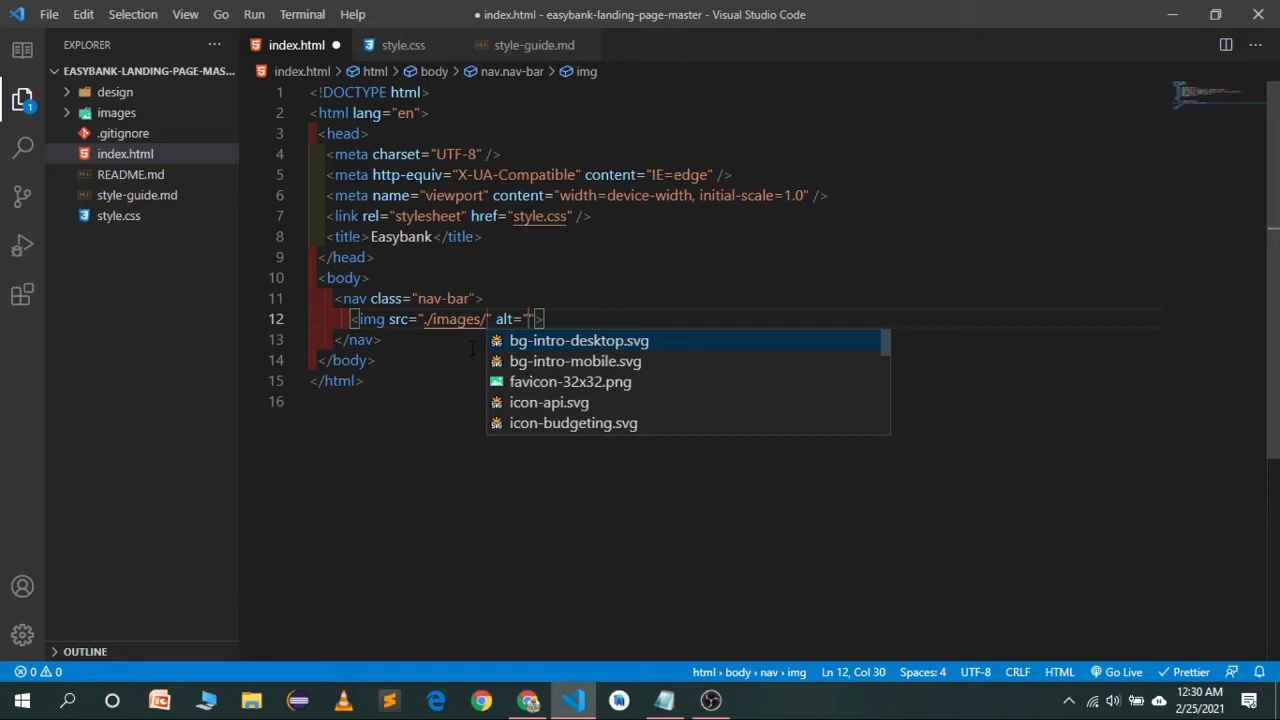 File Edit Selection View Go Run Terminal Help
● index.html - easybank-landing-page-master - Visual Studio Code
EXPLORER
EASYBANK-LANDING-PAGE-MAS...
design
images
.gitignore
index.html
README.md
style-guide.md
style.css
OUTLINE
1
index.html ● style.css style-guide.md
index.html > html > body > nav.nav-bar > img
1 <!DOCTYPE html>
2 <html lang="en">
3 <head>
4 <meta charset="UTF-8" />
5 <meta http-equiv="X-UA-Compatible" content="IE=edge" />
6 <meta name="viewport" content="width=device-width, initial-scale=1.0" />
7 <link rel="stylesheet" href="style.css" />
8 <title>Easybank</title>
9 </head>
10 <body>
11 <nav class="nav-bar">
12 <img src="./images/" alt="">
13 </nav>
14 </body>
15 </html>
16
bg-intro-desktop.svg
bg-intro-mobile.svg
favicon-32x32.png
icon-api.svg
icon-budgeting.svg
0 0 html > body > nav > img Ln 12, Col 30 Spaces: 4 UTF-8 CRLF HTML Go Live Prettier
12:30 AM
2/25/2021